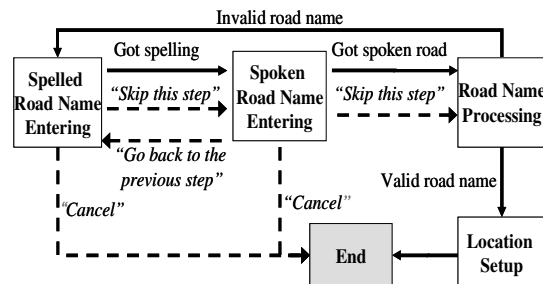 Invalid road name
Got spelling
Got spoken road
Spelled
Road Name
Entering
“Skip this step”
Spoken
Road Name
Entering
“Skip this step”
Road Name
Processing
“Go back to the
previous step”
Valid road name
“Cancel”
“Cancel”
End
Location
Setup